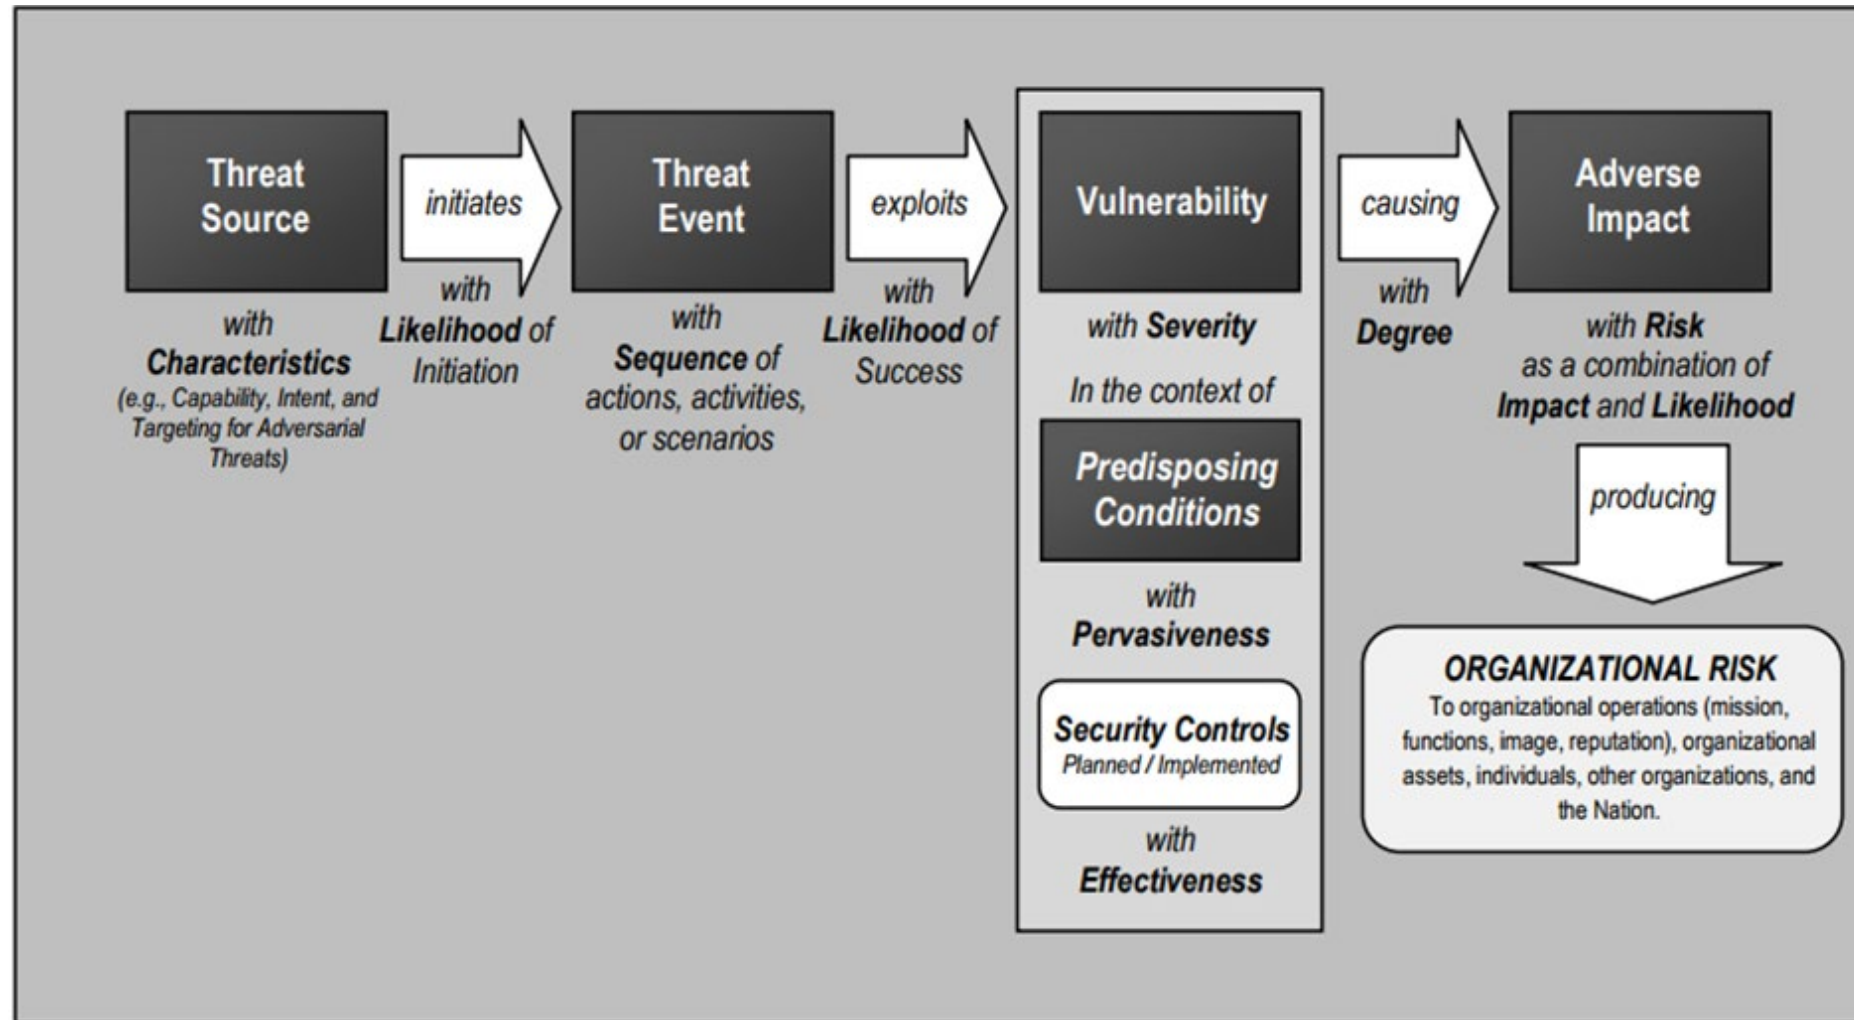 Threat
Source
with
Characteristics
(e.g., Capability, Intent, and
Targeting for Adversarial
Threats)
initiates
with
Likelihood of
Initiation
Threat
Event
with
Sequence of
actions, activities,
or scenarios
exploits
with
Likelihood of
Success
Vulnerability
with Severity
In the context of
Predisposing
Conditions
with
Pervasiveness
Security Controls
Planned / Implemented
with
Effectiveness
causing
with
Degree
Adverse
Impact
with Risk
as a combination of
Impact and Likelihood
producing
ORGANIZATIONAL RISK
To organizational operations (mission,
functions, image, reputation), organizational
assets, individuals, other organizations, and
the Nation.